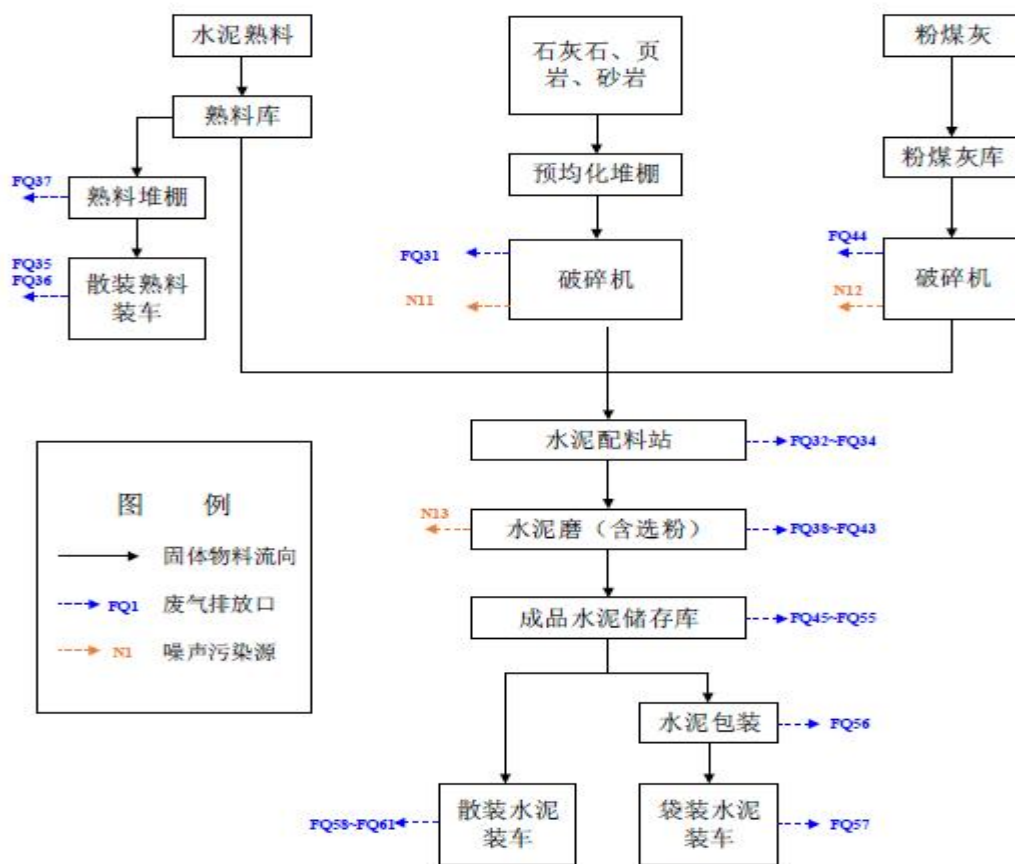 水泥熟料
石灰石、页
岩、砂岩
粉煤灰
熟料库
粉煤灰库
预均化堆棚
FQ37
熟料堆棚
FQ35
FQ36
散装熟料
装车
FQ31
N11
破碎机
FQ44
N12
破碎机
水泥配料站
FQ32~FQ34
N13
水泥磨（含选粉）
FQ38~FQ43
成品水泥储存库
FQ45~FQ55
水泥包装
FQ56
FQ58~FQ61
散装水泥
装车
袋装水泥
装车
FQ57
图 例
固体物料流向
FQ1 废气排放口
N1 噪声污染源